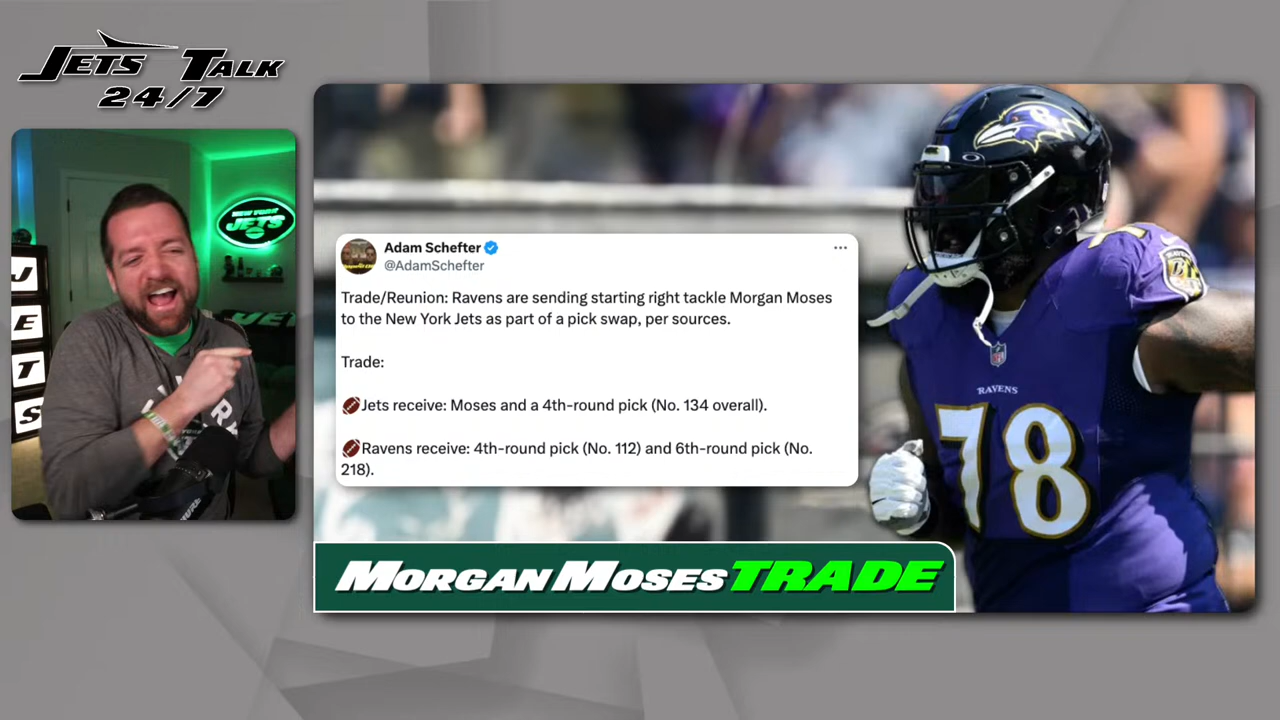 JETS TALK
24/7
NEW YORK
JETS
J
E
T
S
Adam Schefter
@AdamSchefter
Trade/Reunion: Ravens are sending starting right tackle Morgan Moses
to the New York Jets as part of a pick swap, per sources.
Trade:
🏈Jets receive: Moses and a 4th-round pick (No. 134 overall).
🏈Ravens receive: 4th-round pick (No. 112) and 6th-round pick (No.
218).
RAVENS
78
MORGAN MOSES TRADE